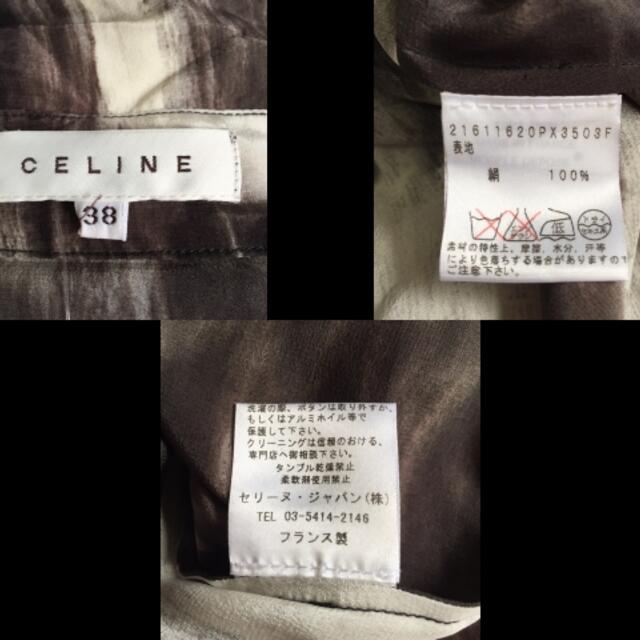 CELINE
38
21611620PX3503F
表地
絹 100%
低
素材の特性上、摩擦、水分、汗等
により色落ちする場合がありますので
ご注意下さい。
洗濯の際、ボタンは取り外すか、
もしくはアルミホイル等で
保護して下さい。
クリーニングは信頼のおける、
専門店へ御相談下さい。
タンブル乾燥禁止
柔軟剤使用禁止
セリーヌ・ジャパン(株)
TEL 03-5414-2146
フランス製